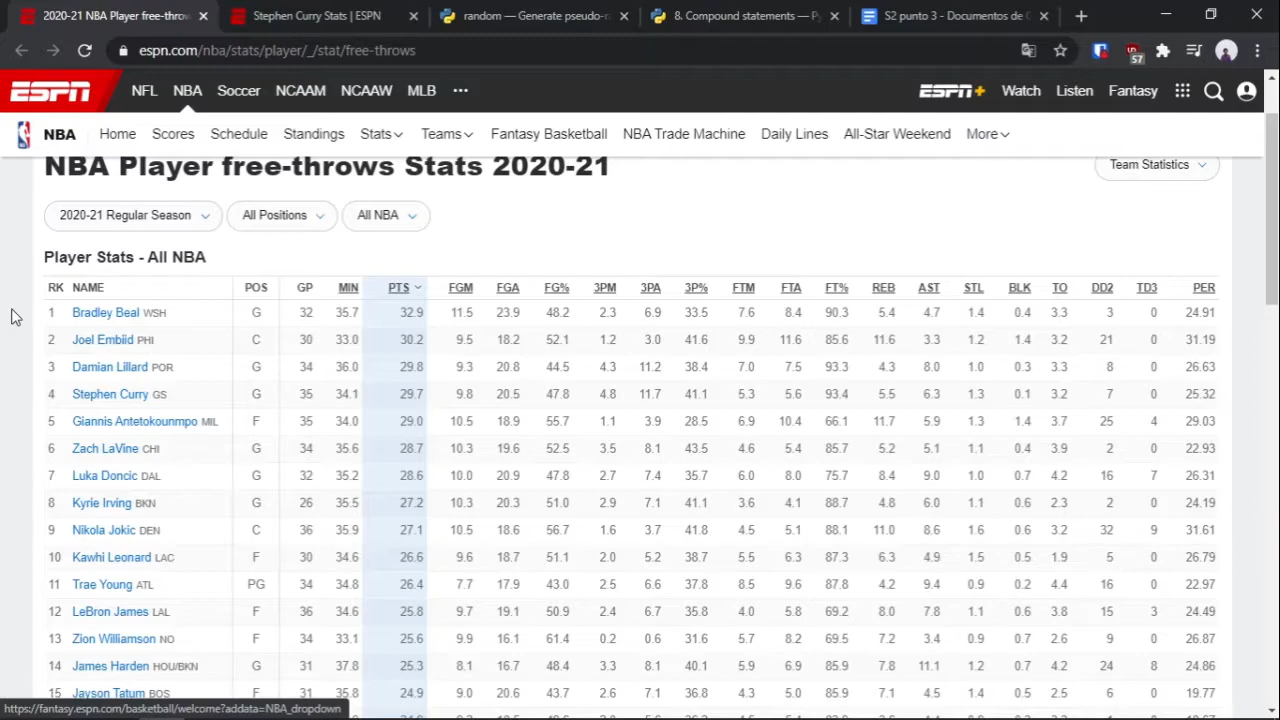 2020-21 NBA Player free-throw
Stephen Curry Stats | ESPN
random — Generate pseudo-r
8. Compound statements — P
S2 punto 3 - Documentos de
espn.com/nba/stats/player/_/stat/free-throws
57
ESPN NFL NBA Soccer NCAAM NCAAW MLB ••• ESPN+ Watch Listen Fantasy
NBA Home Scores Schedule Standings Stats Teams Fantasy Basketball NBA Trade Machine Daily Lines All-Star Weekend More
NBA Player free-throws Stats 2020-21
Team Statistics
2020-21 Regular Season All Positions All NBA
Player Stats - All NBA
RK NAME POS GP MIN PTS FGM FGA FG% 3PM 3PA 3P% FTM FTA FT% REB AST STL BLK TO DD2 TD3 PER
1 Bradley Beal WSH G 32 35.7 32.9 11.5 23.9 48.2 2.3 6.9 33.5 7.6 8.4 90.3 5.4 4.7 1.4 0.4 3.3 3 0 24.91
2 Joel Embiid PHI C 30 33.0 30.2 9.5 18.2 52.1 1.2 3.0 41.6 9.9 11.6 85.6 11.6 3.3 1.2 1.4 3.2 21 0 31.19
3 Damian Lillard POR G 34 36.0 29.8 9.3 20.8 44.5 4.3 11.2 38.4 7.0 7.5 93.3 4.3 8.0 1.0 0.3 3.3 8 0 26.63
4 Stephen Curry GS G 35 34.1 29.7 9.8 20.5 47.8 4.8 11.7 41.1 5.3 5.6 93.4 5.5 6.3 1.3 0.1 3.2 7 0 25.32
5 Giannis Antetokounmpo MIL F 35 34.0 29.0 10.5 18.9 55.7 1.1 3.9 28.5 6.9 10.4 66.1 11.7 5.9 1.3 1.4 3.7 25 4 29.03
6 Zach LaVine CHI G 34 35.6 28.7 10.3 19.6 52.5 3.5 8.1 43.5 4.6 5.4 85.7 5.2 5.1 1.1 0.4 3.9 2 0 22.93
7 Luka Doncic DAL G 32 35.2 28.6 10.0 20.9 47.8 2.7 7.4 35.7 6.0 8.0 75.7 8.4 9.0 1.0 0.7 4.2 16 7 26.31
8 Kyrie Irving BKN G 26 35.5 27.2 10.3 20.3 51.0 2.9 7.1 41.1 3.6 4.1 88.7 4.8 6.0 1.1 0.6 2.3 2 0 24.19
9 Nikola Jokic DEN C 36 35.9 27.1 10.5 18.6 56.7 1.6 3.7 41.8 4.5 5.1 88.1 11.0 8.6 1.6 0.6 3.2 32 9 31.61
10 Kawhi Leonard LAC F 30 34.6 26.6 9.6 18.7 51.1 2.0 5.2 38.7 5.5 6.3 87.3 6.3 4.9 1.5 0.5 1.9 5 0 26.79
11 Trae Young ATL PG 34 34.8 26.4 7.7 17.9 43.0 2.5 6.6 37.8 8.5 9.6 87.8 4.2 9.4 0.9 0.2 4.4 16 0 22.97
12 LeBron James LAL F 36 34.6 25.8 9.7 19.1 50.9 2.4 6.7 35.8 4.0 5.8 69.2 8.0 7.8 1.1 0.6 3.8 15 3 24.49
13 Zion Williamson NO F 34 33.1 25.6 9.9 16.1 61.4 0.2 0.6 31.6 5.7 8.2 69.5 7.2 3.4 0.9 0.7 2.6 9 0 26.87
14 James Harden HOU/BKN G 31 37.8 25.3 8.1 16.7 48.4 3.3 8.1 40.1 5.9 6.9 85.9 7.8 11.1 1.2 0.7 4.2 24 8 24.86
15 Jayson Tatum BOS F 31 35.8 24.9 9.0 20.6 43.7 2.6 7.1 36.8 4.3 5.0 85.9 7.1 4.5 1.4 0.5 2.5 6 0 19.77
https://fantasy.espn.com/basketball/welcome?addata=NBA_dropdown